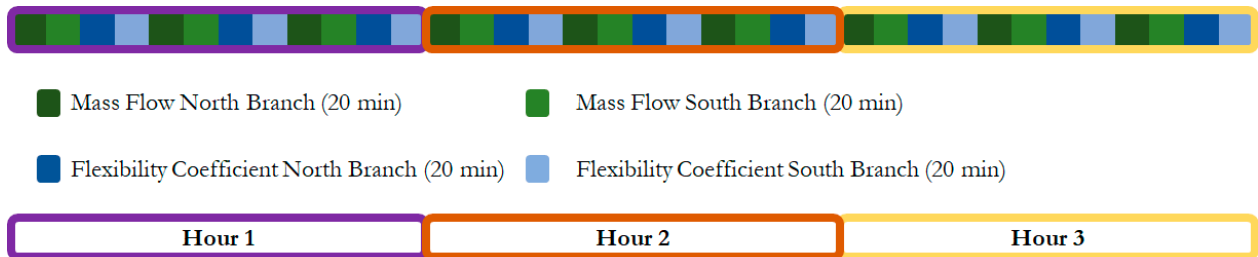 Mass Flow North Branch (20 min)
Mass Flow South Branch (20 min)
Flexibility Coefficient North Branch (20 min)
Flexibility Coefficient South Branch (20 min)
Hour 1
Hour 2
Hour 3